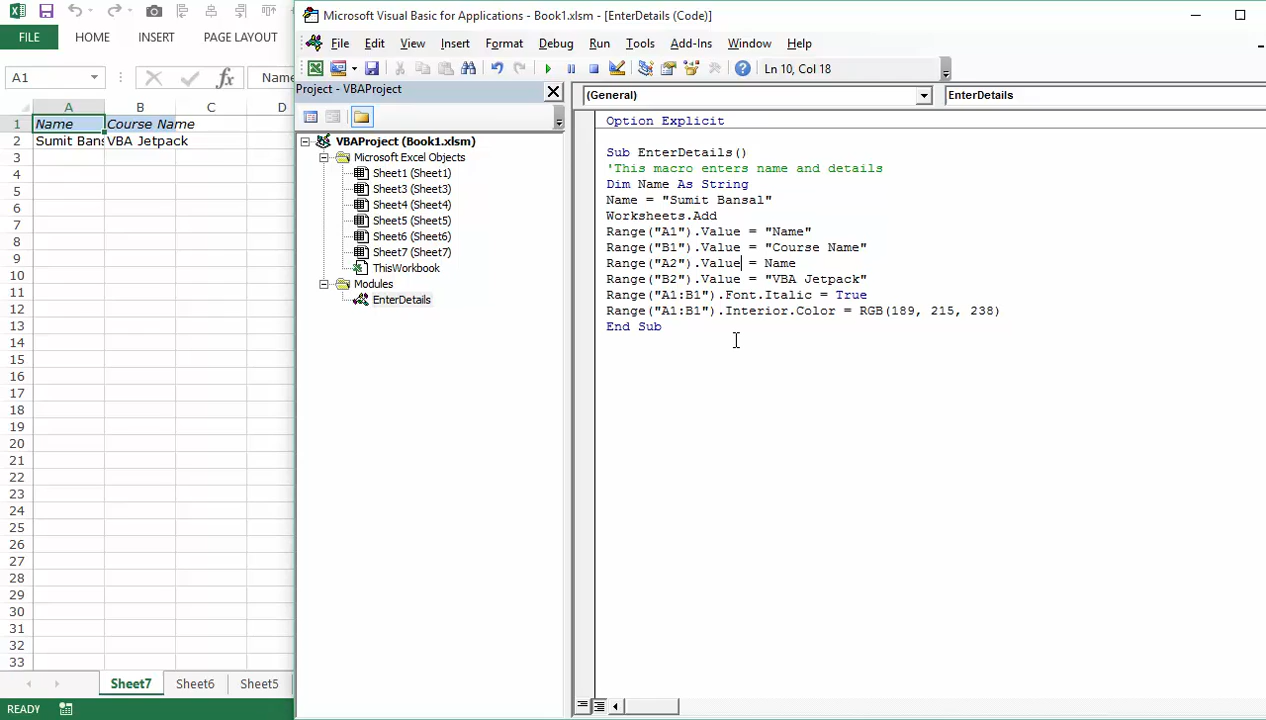 Microsoft Visual Basic for Applications - Book1.xlsm - [EnterDetails (Code)]
FILE HOME INSERT PAGE LAYOUT
File Edit View Insert Format Debug Run Tools Add-Ins Window Help
A1 fx Name
Ln 10, Col 18
Project - VBAProject
(General) EnterDetails
A B C D
1 Name Course Name
2 Sumit Bans VBA Jetpack
3
4
5
6
7
8
9
10
11
12
13
14
15
16
17
18
19
20
21
22
23
24
25
26
27
28
29
30
31
32
33
VBAProject (Book1.xlsm)
Microsoft Excel Objects
Sheet1 (Sheet1)
Sheet3 (Sheet3)
Sheet4 (Sheet4)
Sheet5 (Sheet5)
Sheet6 (Sheet6)
Sheet7 (Sheet7)
ThisWorkbook
Modules
EnterDetails
Option Explicit
Sub EnterDetails()
'This macro enters name and details
Dim Name As String
Name = "Sumit Bansal"
Worksheets.Add
Range("A1").Value = "Name"
Range("B1").Value = "Course Name"
Range("A2").Value = Name
Range("B2").Value = "VBA Jetpack"
Range("A1:B1").Font.Italic = True
Range("A1:B1").Interior.Color = RGB(189, 215, 238)
End Sub
Sheet7 Sheet6 Sheet5
READY